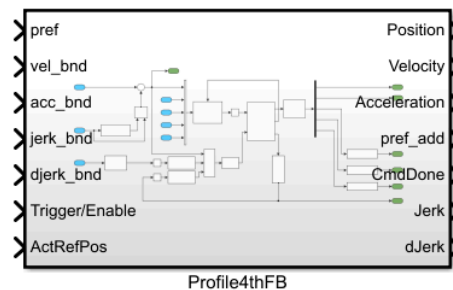 pref Position
vel_bnd Velocity
acc_bnd Acceleration
jerk_bnd pref_add
djerk_bnd CmdDone
Trigger/Enable Jerk
ActRefPos dJerk
Profile4thFB